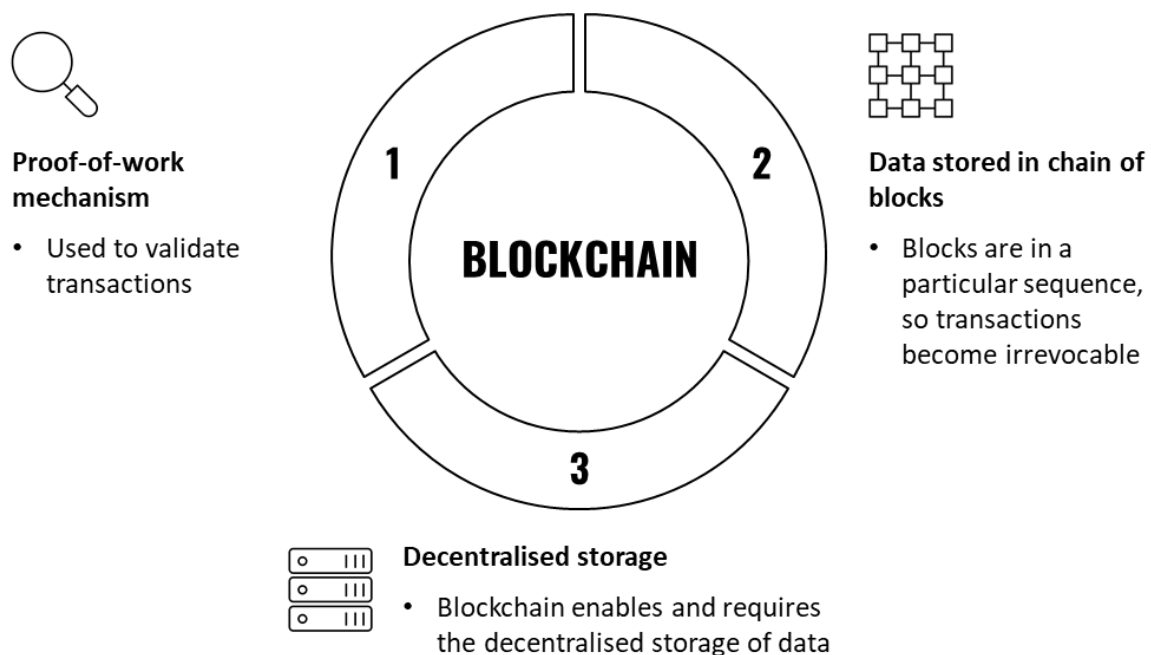 1
Proof-of-work
mechanism
• Used to validate
transactions
BLOCKCHAIN
2
Data stored in chain of
blocks
• Blocks are in a
particular sequence,
so transactions
become irrevocable
3
Decentralised storage
• Blockchain enables and requires
the decentralised storage of data